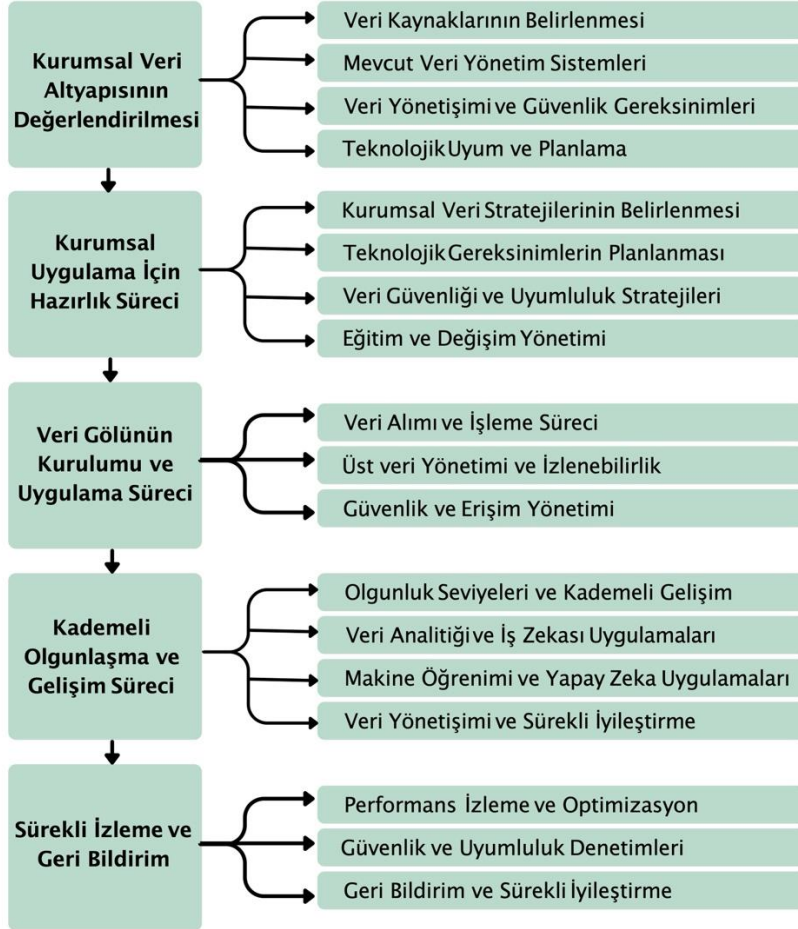 Kurumsal Veri
Altyapısının
Değerlendirilmesi
Veri Kaynaklarının Belirlenmesi
Mevcut Veri Yönetim Sistemleri
Veri Yönetişimi ve Güvenlik Gereksinimleri
Teknolojik Uyum ve Planlama
Kurumsal
Uygulama İçin
Hazırlık Süreci
Kurumsal Veri Stratejilerinin Belirlenmesi
Teknolojik Gereksinimlerin Planlanması
Veri Güvenliği ve Uyumluluk Stratejileri
Eğitim ve Değişim Yönetimi
Veri Gölünün
Kurulumu ve
Uygulama Süreci
Veri Alımı ve İşleme Süreci
Üst veri Yönetimi ve İzlenebilirlik
Güvenlik ve Erişim Yönetimi
Kademeli
Olgunlaşma ve
Gelişim Süreci
Olgunluk Seviyeleri ve Kademeli Gelişim
Veri Analitiği ve İş Zekası Uygulamaları
Makine Öğrenimi ve Yapay Zeka Uygulamaları
Veri Yönetişimi ve Sürekli İyileştirme
Sürekli İzleme ve
Geri Bildirim
Performans İzleme ve Optimizasyon
Güvenlik ve Uyumluluk Denetimleri
Geri Bildirim ve Sürekli İyileştirme